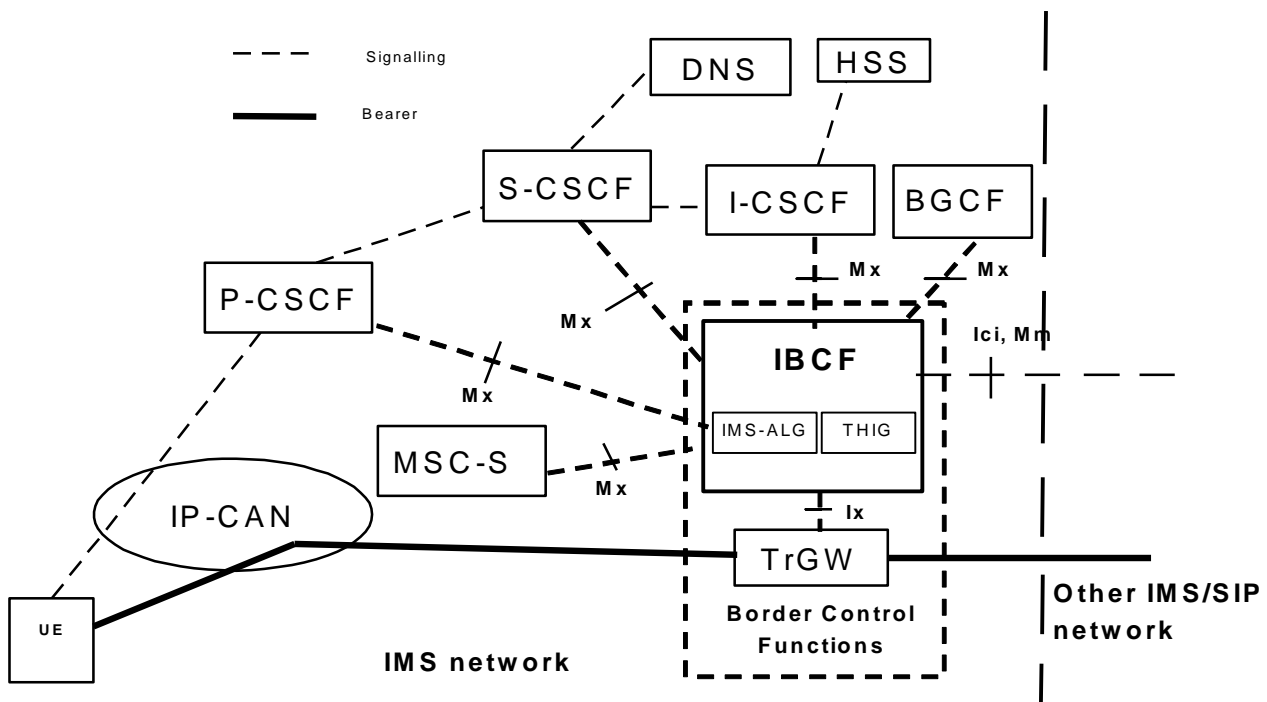 Signalling
Bearer
DNS
HSS
S-CSCF
I-CSCF
BGCF
P-CSCF
Mx
Mx
Mx
Mx
Ici, Mm
IBCF
IMS-ALG
THIG
MSC-S
Mx
Ix
IP-CAN
TrGW
UE
Border Control
Functions
IMS network
Other IMS/SIP
network